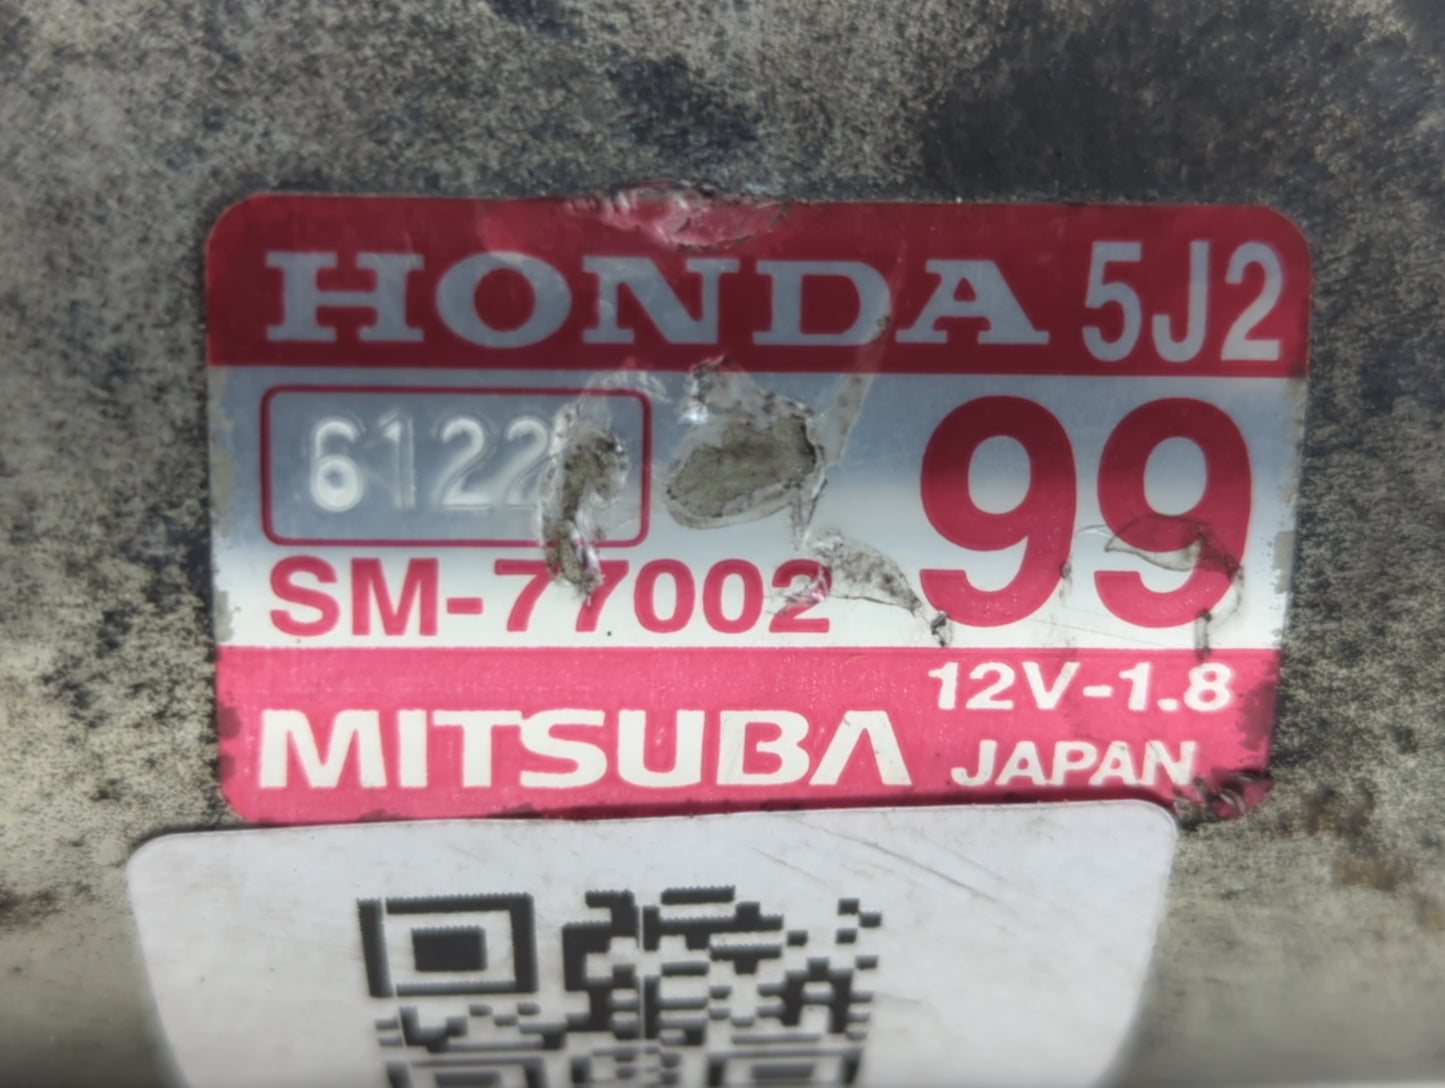 HONDA 5J2
6122
99
SM-77002
12V-1.8
MITSUBA JAPAN